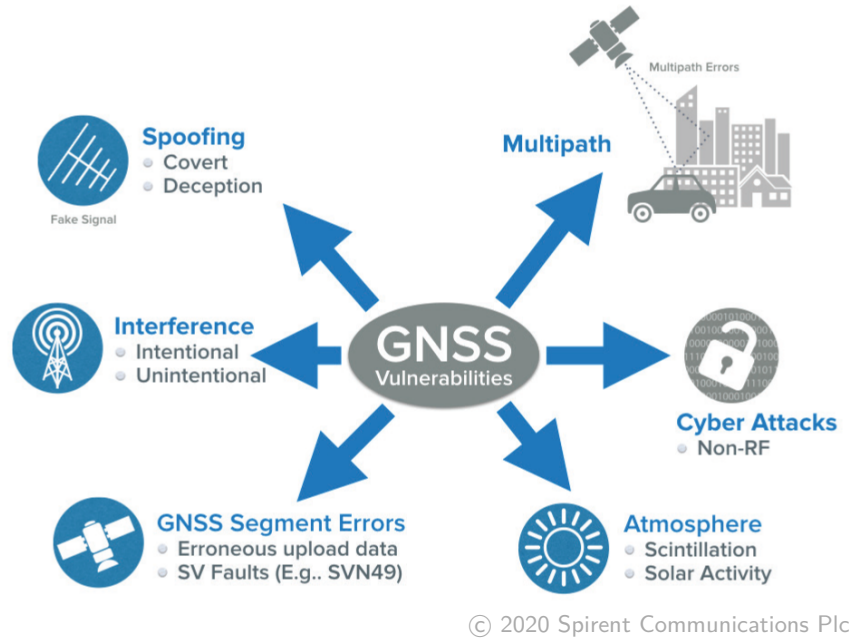 Multipath Errors
Spoofing
Covert
Deception
Fake Signal
Multipath
Interference
Intentional
Unintentional
GNSS
Vulnerabilities
Cyber Attacks
Non-RF
GNSS Segment Errors
Erroneous upload data
SV Faults (E.g.. SVN49)
Atmosphere
Scintillation
Solar Activity
© 2020 Spirent Communications Plc